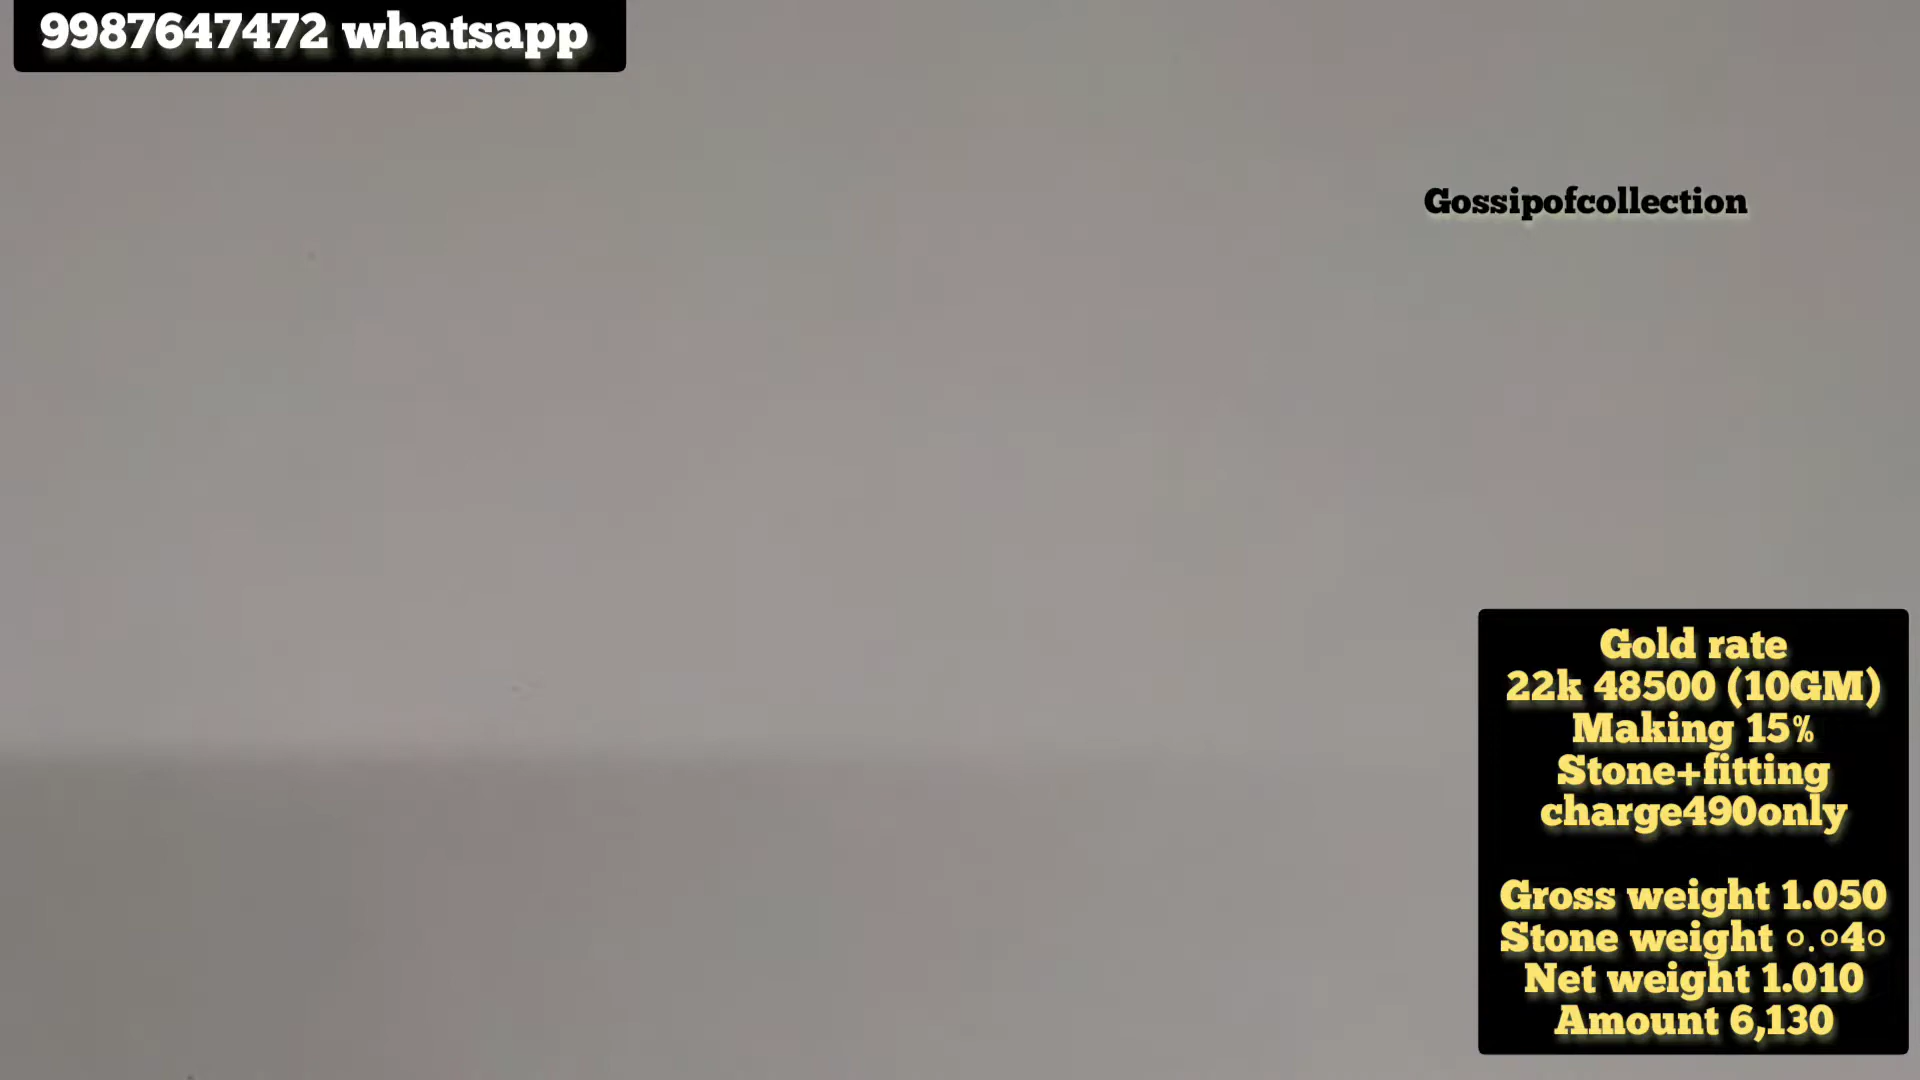 9987647472 whatsapp
Gossipofcollection
Gold rate
22k 48500 (10GM)
Making 15%
Stone+fitting
charge490only
Gross weight 1.050
Stone weight ०.०4०
Net weight 1.010
Amount 6,130